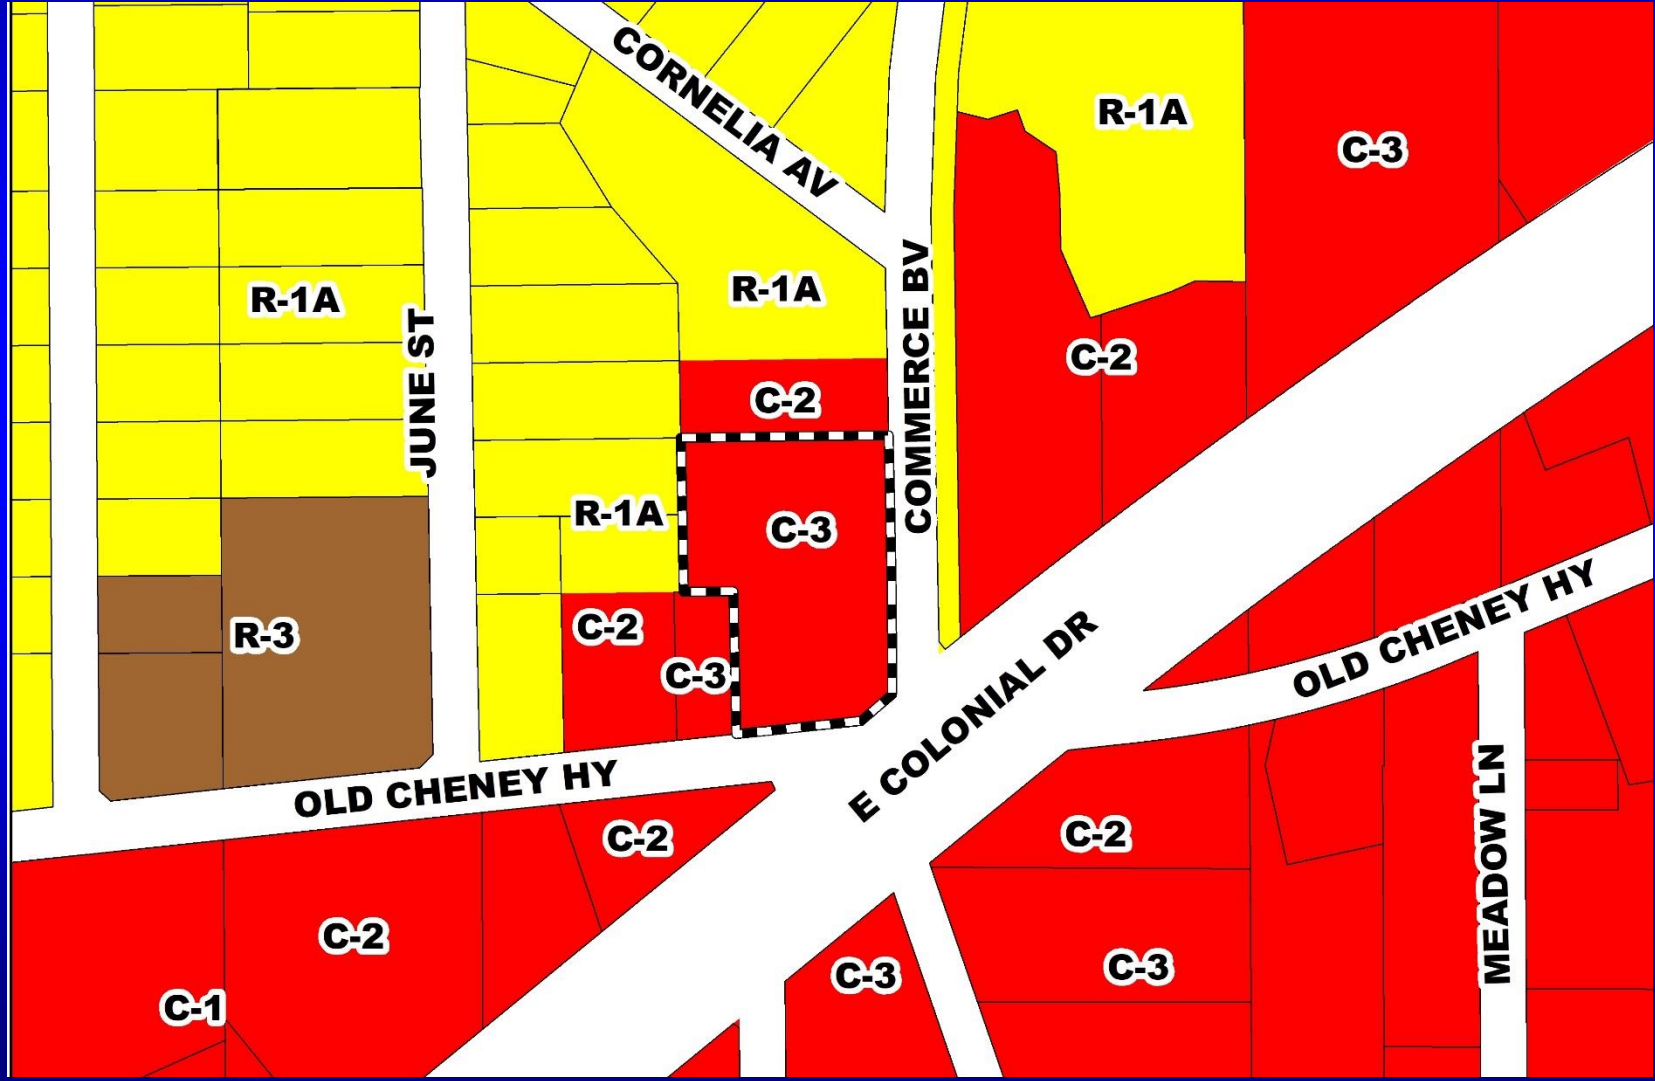 CORNELIA AV
R-1A
C-3
R-1A
R-1A
JUNE ST
COMMERCE BV
C-2
C-2
R-1A
C-3
R-3
C-2
C-3
OLD CHENEY HY
E COLONIAL DR
OLD CHENEY HY
C-2
C-2
MEADOW LN
C-2
C-3
C-3
C-1